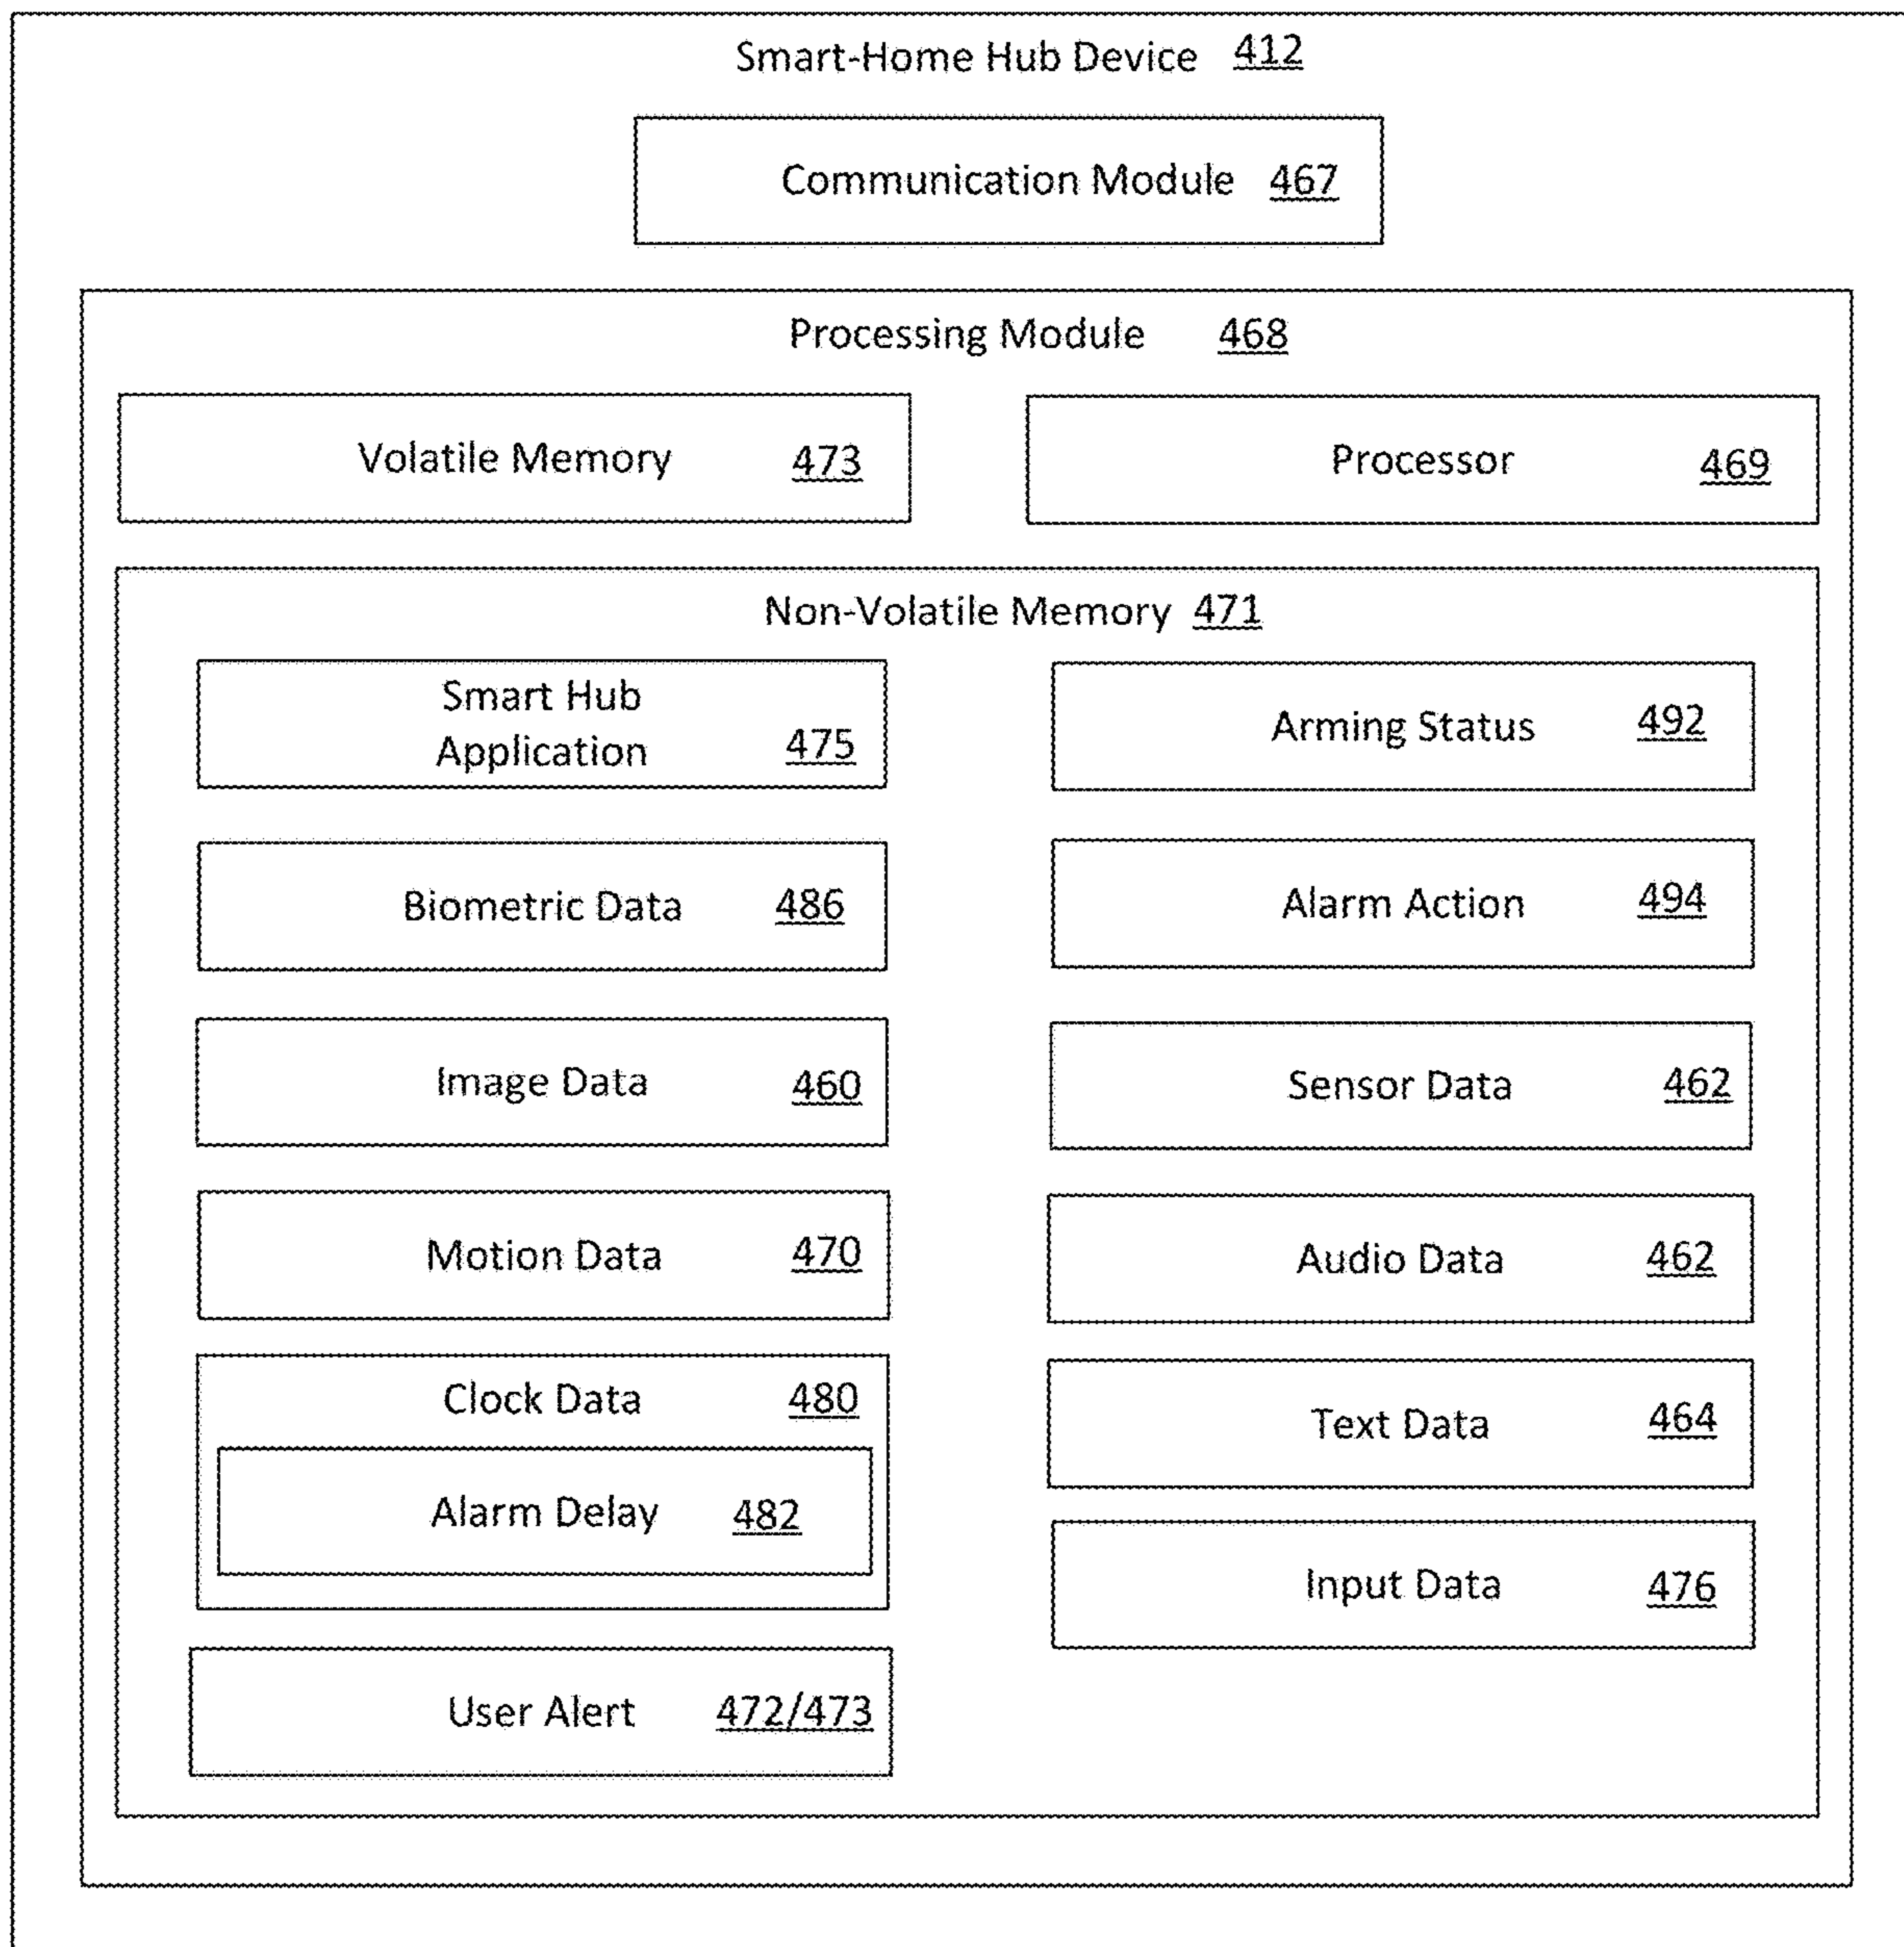 Smart-Home Hub Device 412
Communication Module 467
Processing Module 468
Volatile Memory 473
Processor 469
Non-Volatile Memory 471
Smart Hub
Application 475
Arming Status 492
Biometric Data 486
Alarm Action 494
Image Data 460
Sensor Data 462
Motion Data 470
Audio Data 462
Clock Data 480
Text Data 464
Alarm Delay 482
Input Data 476
User Alert 472/473